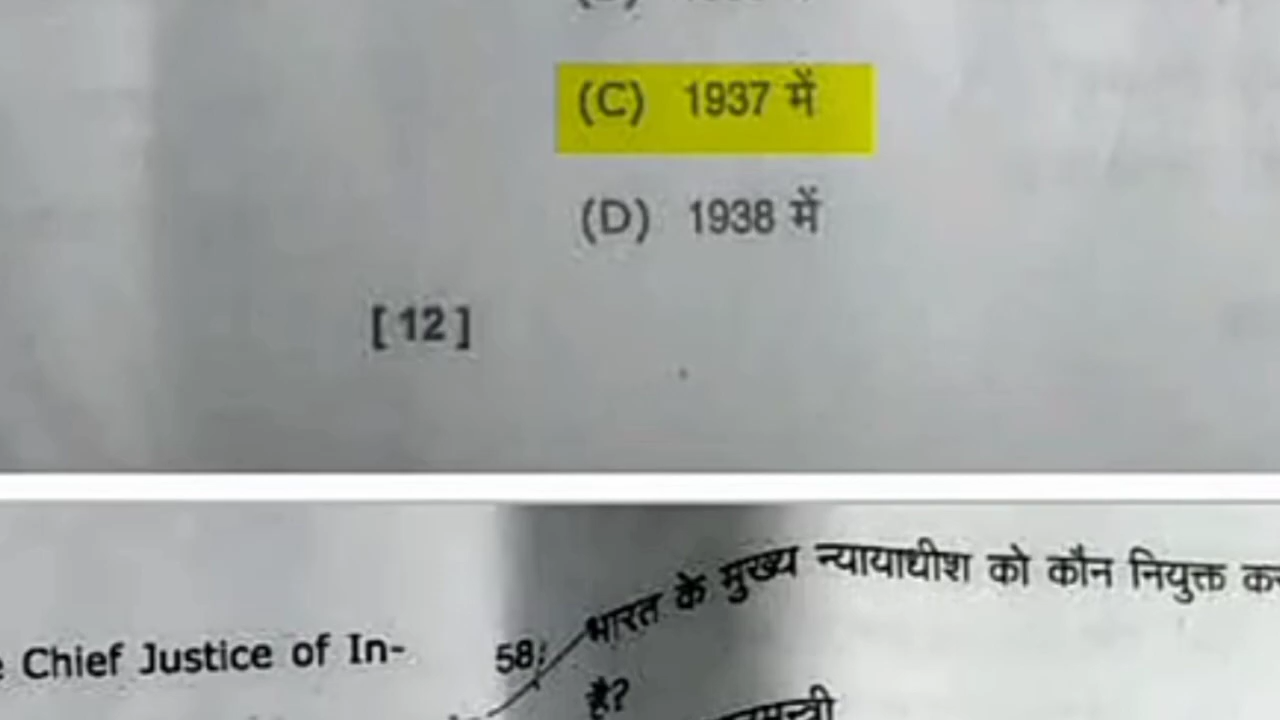 (C) 1937 में
(D) 1938 में
[12]
Chief Justice of In-
58. भारत के मुख्य न्यायाधीश को कौन नियुक्त
है?